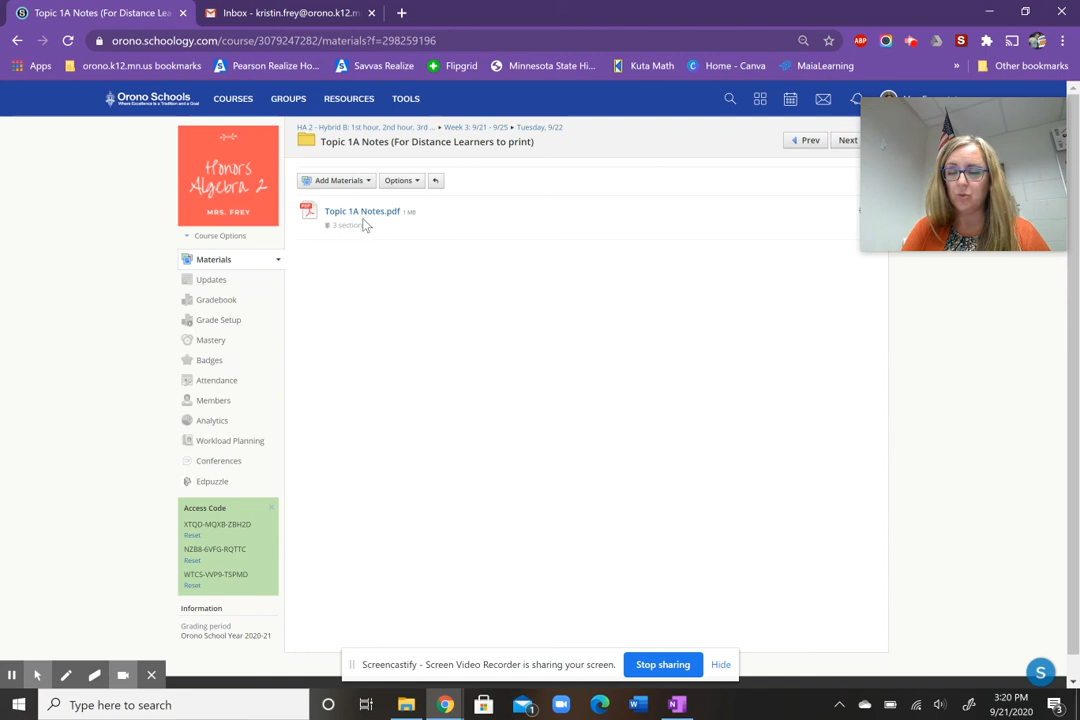 Topic 1A Notes (For Distance Lea
Inbox - kristin.frey@orono.k12.m
orono.schoology.com/course/3079247282/materials?f=298259196
ABP
Apps
orono.k12.mn.us bookmarks
Pearson Realize Ho...
Savvas Realize
Flipgrid
Minnesota State Hi...
Kuta Math
Home - Canva
MaiaLearning
»
Other bookmarks
Orono Schools
COURSES
GROUPS
RESOURCES
TOOLS
HA 2 - Hybrid B: 1st hour, 2nd hour, 3rd ... ▸ Week 3: 9/21 - 9/25 ▸ Tuesday, 9/22
Topic 1A Notes (For Distance Learners to print)
Prev
Next
Honors
Algebra 2
MRS. FREY
Add Materials
Options
PDF
Topic 1A Notes.pdf 1 MB
3 section
Course Options
Materials
Updates
Gradebook
Grade Setup
Mastery
Badges
Attendance
Members
Analytics
Workload Planning
Conferences
Edpuzzle
Access Code
XTQD-MQXB-ZBH2D
Reset
NZB8-6VFG-RQTTC
Reset
WTCS-VVP9-T5PMD
Reset
Information
Grading period
Orono School Year 2020-21
Screencastify - Screen Video Recorder is sharing your screen.
Stop sharing
Hide
S
Type here to search
1
3:20 PM
9/21/2020
3